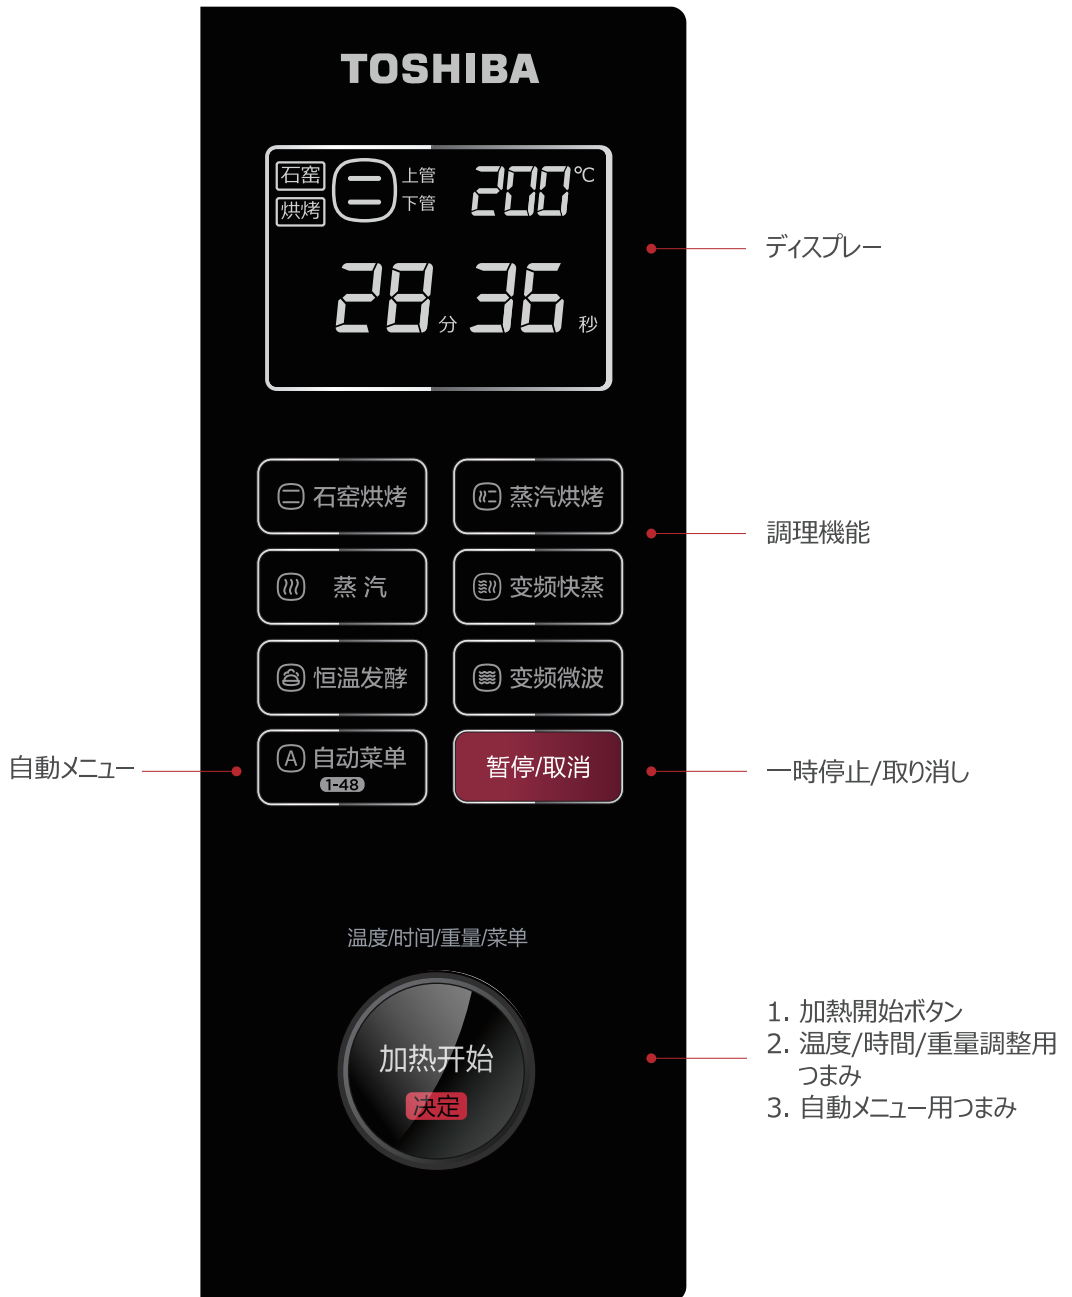 TOSHIBA
石窑 上管 200℃
烘烤 下管
28分36秒
ディスプレー
石窑烘烤 蒸汽烘烤
調理機能
蒸汽 变频快蒸
恒温发酵 变频微波
A 自动菜单 暂停/取消
1-48
自動メニュー
一時停止/取り消し
温度/时间/重量/菜单
加热开始
决定
1. 加熱開始ボタン
2. 温度/時間/重量調整用
つまみ
3. 自動メニュー用つまみ